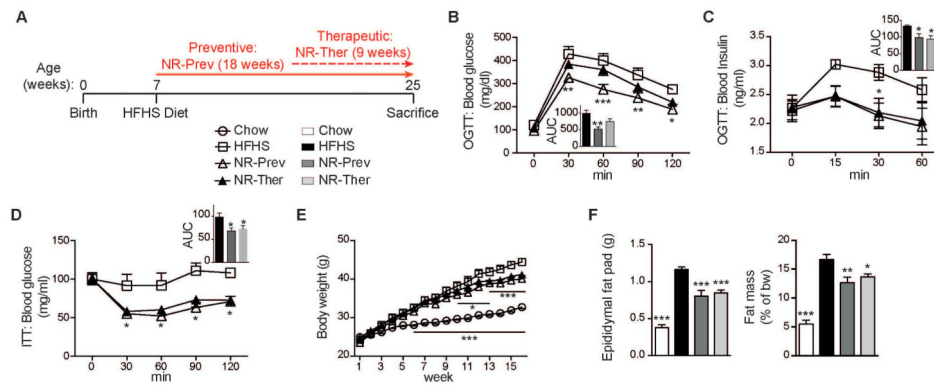 A
Preventive:
NR-Prev (18 weeks)
Therapeutic:
NR-Ther (9 weeks)
Age
(weeks):
0
7
25
Birth
HFHS Diet
Sacrifice
Chow
HFHS
NR-Prev
NR-Ther
Chow
HFHS
NR-Prev
NR-Ther
B
OGTT: Blood glucose
(mg/dl)
500
400
300
200
100
0
0 30 60 90 120
min
** *** ** *
AUC
1000
500
0
**
C
OGTT: Blood Insulin
(ng/ml)
3.5
3.0
2.5
2.0
1.5
0 15 30 60
min
*
AUC
150
100
50
0
* *
D
ITT: Blood glucose
(mg/ml)
150
100
50
0
0 30 60 90 120
min
* * * *
AUC
100
50
0
* *
E
Body weight (g)
50
40
30
20
1 3 5 7 9 11 13 15
week
***
*
***
F
Epididymal fat pad (g)
1.5
1.0
0.5
0.0
*** *** ***
Fat mass
(% of bw)
20
15
10
5
0
*** ** *